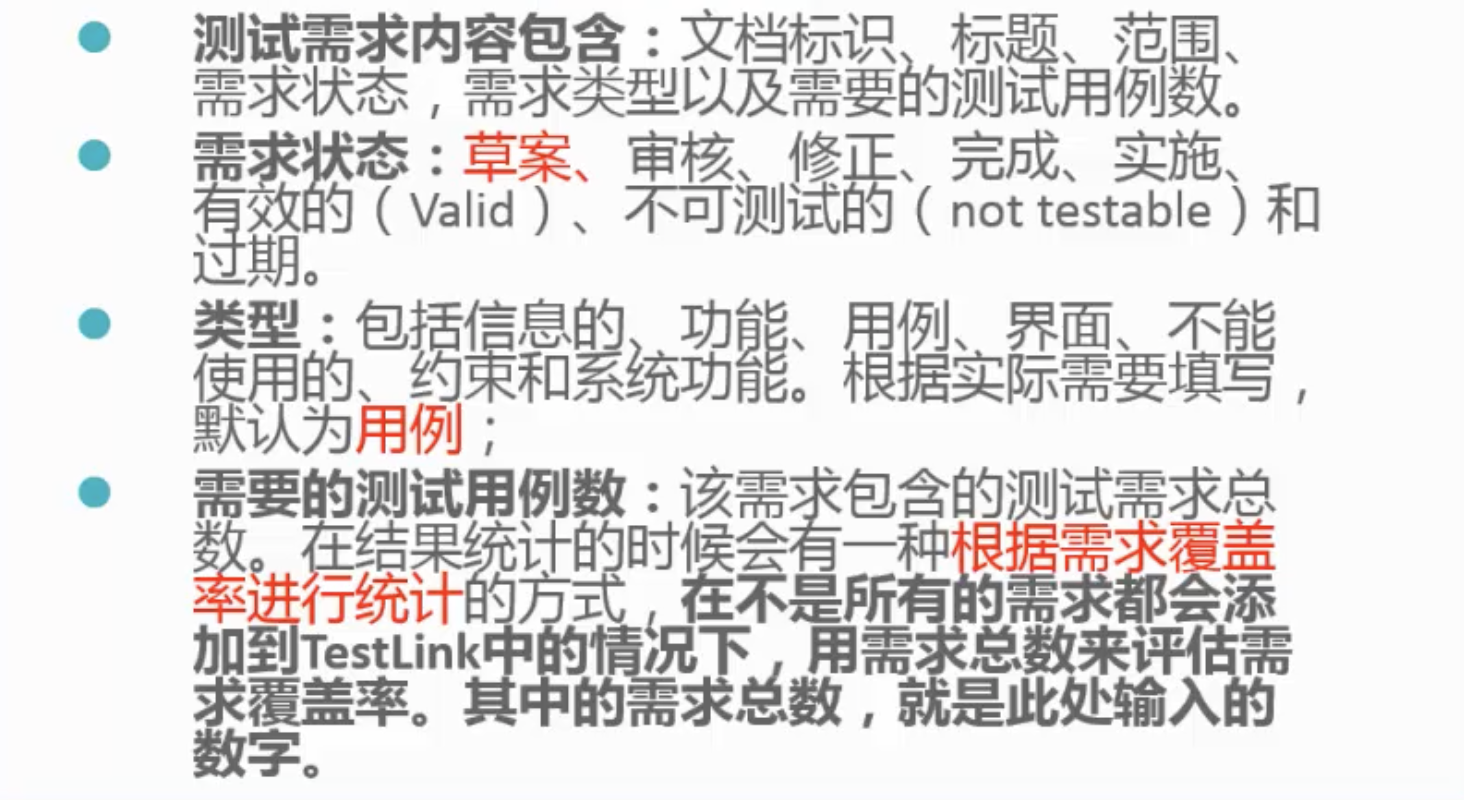 测试需求内容包含：文档标识、标题、范围、
需求状态，需求类型以及需要的测试用例数。
需求状态：草案、审核、修正、完成、实施、
有效的（Valid）、不可测试的（not testable）和
过期。
类型：包括信息的、功能、用例、界面、不能
使用的、约束和系统功能。根据实际需要填写，
默认为用例；
需要的测试用例数：该需求包含的测试需求总
数。在结果统计的时候会有一种根据需求覆盖
率进行统计的方式，在不是所有的需求都会添
加到TestLink中的情况下，用需求总数来评估需
求覆盖率。其中的需求总数，就是此处输入的
数字。